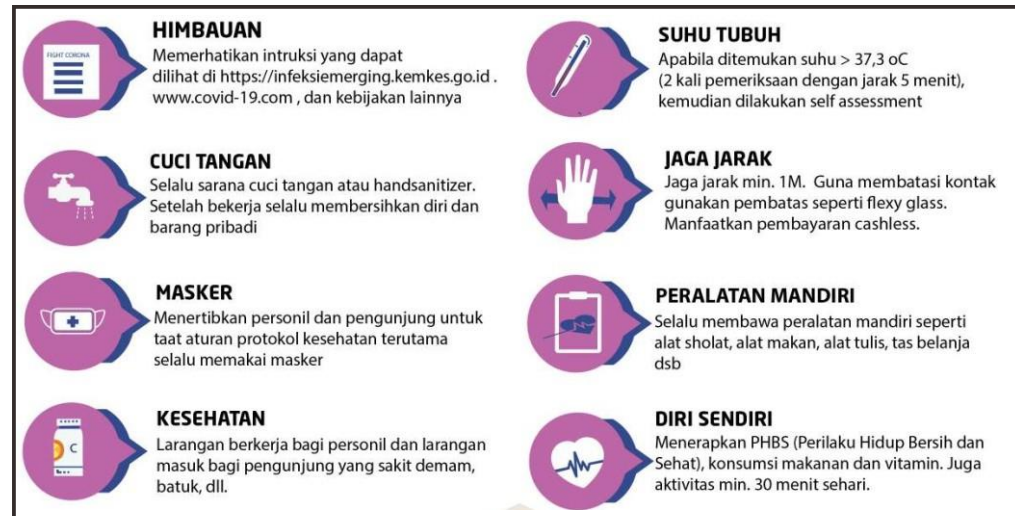 FIGHT CORONA
HIMBAUAN
Memerhatikan intruksi yang dapat
dilihat di https://infeksiemerging.kemkes.go.id .
www.covid-19.com , dan kebijakan lainnya
CUCI TANGAN
Selalu sarana cuci tangan atau handsanitizer.
Setelah bekerja selalu membersihkan diri dan
barang pribadi
MASKER
Menertibkan personil dan pengunjung untuk
taat aturan protokol kesehatan terutama
selalu memakai masker
C
KESEHATAN
Larangan berkerja bagi personil dan larangan
masuk bagi pengunjung yang sakit demam,
batuk, dll.
SUHU TUBUH
Apabila ditemukan suhu > 37,3 oC
(2 kali pemeriksaan dengan jarak 5 menit),
kemudian dilakukan self assessment
JAGA JARAK
Jaga jarak min. 1M. Guna membatasi kontak
gunakan pembatas seperti flexy glass.
Manfaatkan pembayaran cashless.
PERALATAN MANDIRI
Selalu membawa peralatan mandiri seperti
alat sholat, alat makan, alat tulis, tas belanja
dsb
DIRI SENDIRI
Menerapkan PHBS (Perilaku Hidup Bersih dan
Sehat), konsumsi makanan dan vitamin. Juga
aktivitas min. 30 menit sehari.